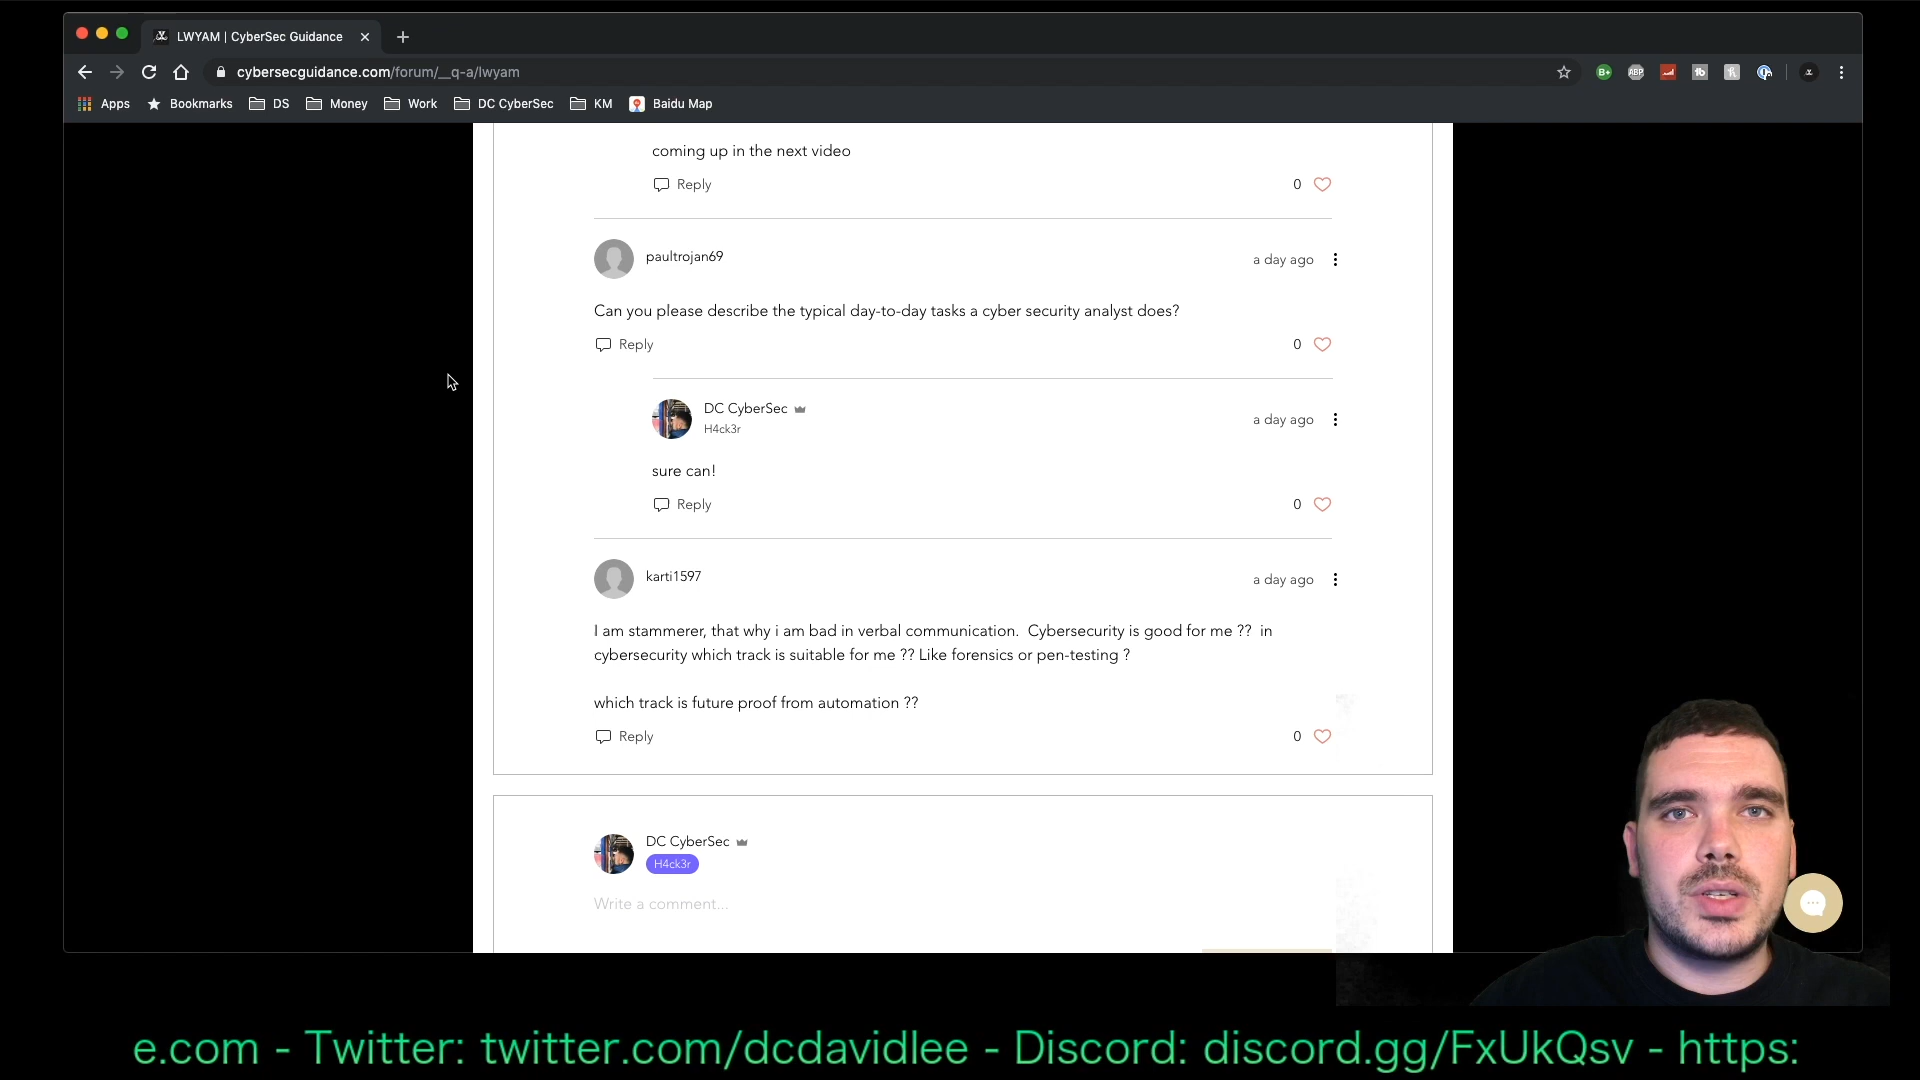 LWYAM | CyberSec Guidance
cybersecguidance.com/forum/__q-a/lwyam
B+
ABP
tb
Apps
Bookmarks
DS
Money
Work
DC CyberSec
KM
Baidu Map
coming up in the next video
Reply
0
paultrojan69
a day ago
Can you please describe the typical day-to-day tasks a cyber security analyst does?
Reply
0
DC CyberSec
a day ago
H4ck3r
sure can!
Reply
0
karti1597
a day ago
I am stammerer, that why i am bad in verbal communication.  Cybersecurity is good for me ??  in
cybersecurity which track is suitable for me ?? Like forensics or pen-testing ?
which track is future proof from automation ??
Reply
0
DC CyberSec
H4ck3r
Write a comment...
e.com - Twitter: twitter.com/dcdavidlee - Discord: discord.gg/FxUkQsv - https: